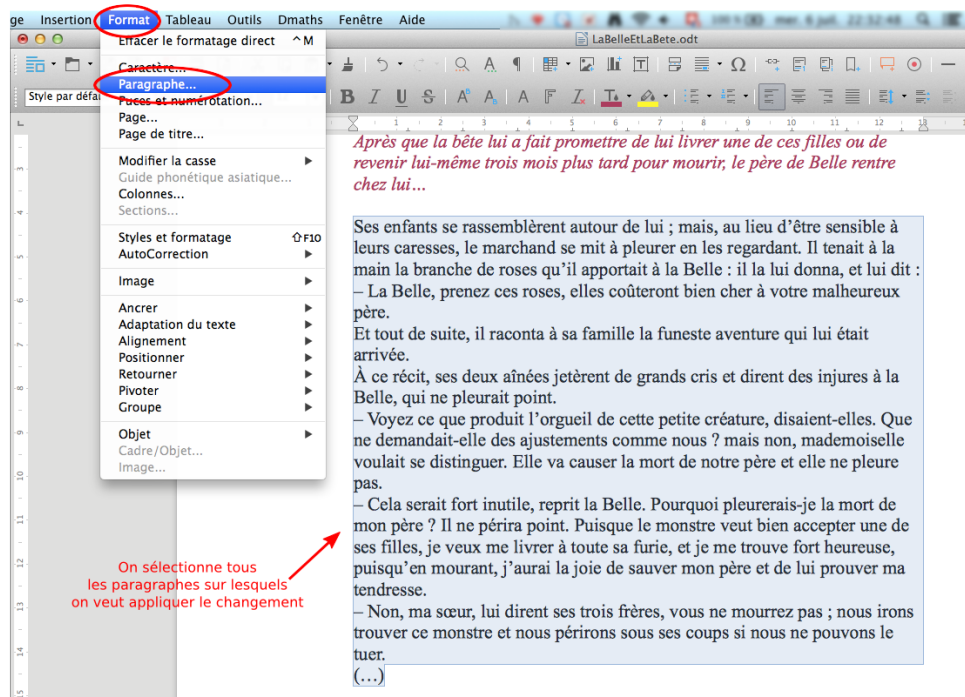 ge Insertion Format Tableau Outils Dmaths Fenêtre Aide
LaBelleEtLaBete.odt
Effacer le formatage direct ^M
Caractère...
Paragraphe...
Puces et numérotation...
Page...
Page de titre...
Modifier la casse
Guide phonétique asiatique...
Colonnes...
Sections...
Styles et formatage ⇧F10
AutoCorrection
Image
Ancrer
Adaptation du texte
Alignement
Positionner
Retourner
Pivoter
Groupe
Objet
Cadre/Objet...
Image...
Style par défa
1 2 3 4 5 6 7 8 9 10 11 12 13
Après que la bête lui a fait promettre de lui livrer une de ces filles ou de
revenir lui-même trois mois plus tard pour mourir, le père de Belle rentre
chez lui…
Ses enfants se rassemblèrent autour de lui ; mais, au lieu d’être sensible à
leurs caresses, le marchand se mit à pleurer en les regardant. Il tenait à la
main la branche de roses qu’il apportait à la Belle : il la lui donna, et lui dit :
– La Belle, prenez ces roses, elles coûteront bien cher à votre malheureux
père.
Et tout de suite, il raconta à sa famille la funeste aventure qui lui était
arrivée.
À ce récit, ses deux aînées jetèrent de grands cris et dirent des injures à la
Belle, qui ne pleurait point.
– Voyez ce que produit l’orgueil de cette petite créature, disaient-elles. Que
ne demandait-elle des ajustements comme nous ? mais non, mademoiselle
voulait se distinguer. Elle va causer la mort de notre père et elle ne pleure
pas.
– Cela serait fort inutile, reprit la Belle. Pourquoi pleurerais-je la mort de
mon père ? Il ne périra point. Puisque le monstre veut bien accepter une de
ses filles, je veux me livrer à toute sa furie, et je me trouve fort heureuse,
puisqu’en mourant, j’aurai la joie de sauver mon père et de lui prouver ma
tendresse.
– Non, ma sœur, lui dirent ses trois frères, vous ne mourrez pas ; nous irons
trouver ce monstre et nous périrons sous ses coups si nous ne pouvons le
tuer.
(…)
On sélectionne tous
les paragraphes sur lesquels
on veut appliquer le changement